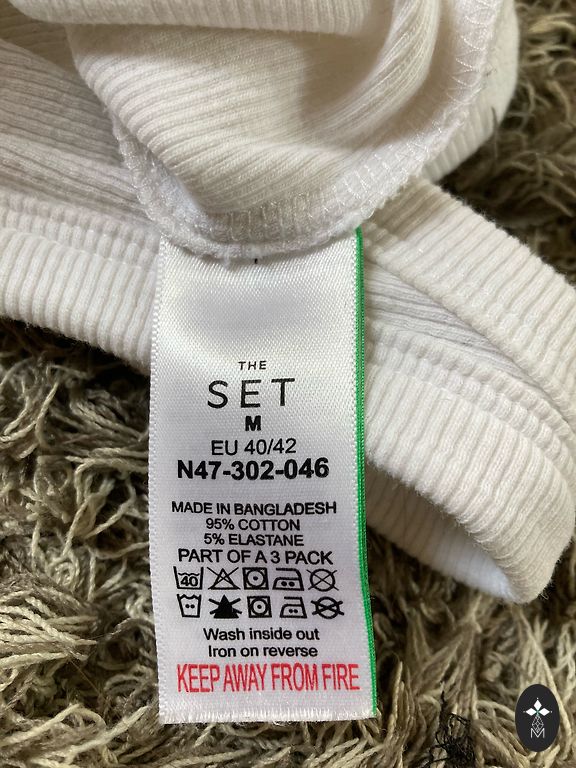 THE
SET
M
EU 40/42
N47-302-046
MADE IN BANGLADESH
95% COTTON
5% ELASTANE
PART OF A 3 PACK
40
Wash inside out
Iron on reverse
KEEP AWAY FROM FIRE
M